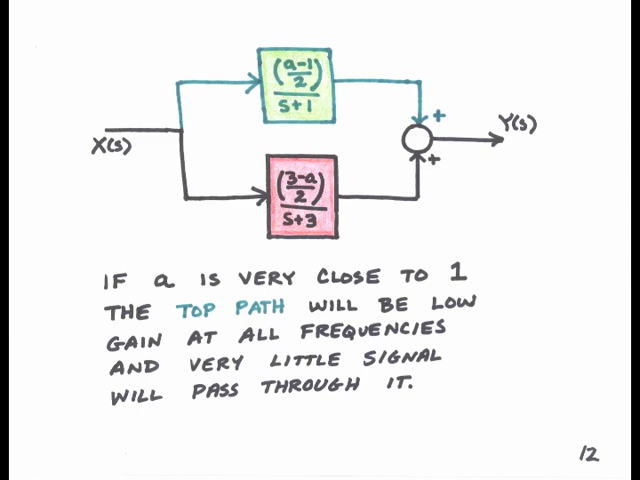 (a-1/2)
s+1
+
X(s)
Y(s)
+
(3-a/2)
s+3
IF a IS VERY CLOSE TO 1
THE TOP PATH WILL BE LOW
GAIN AT ALL FREQUENCIES
AND VERY LITTLE SIGNAL
WILL PASS THROUGH IT.
12